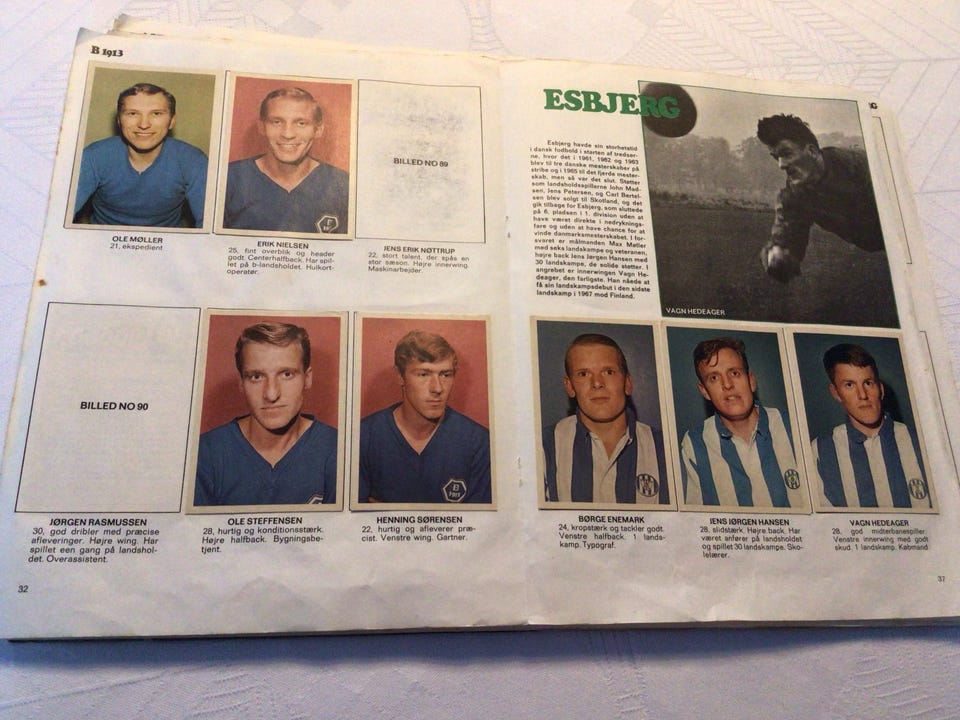 B 1913
BILLED NO 89
OLE MØLLER
21, ekspedient
ERIK NIELSEN
25, fint overblik og header
godt. Centerhalfback. Har spil-
let på b-landsholdet. Hulkort-
operatør.
JENS ERIK NØTTRUP
22, stort talent, der spås en
stor sæson. Højre innerwing.
Maskinarbejder.
BILLED NO 90
JØRGEN RASMUSSEN
30, god dribler med præcise
afleveringer. Højre wing. Har
spillet een gang på landshol-
det. Overassistent.
OLE STEFFENSEN
28, hurtig og konditionsstærk.
Højre halfback. Bygningsbe-
tjent.
HENNING SØRENSEN
22, hurtig og afleverer præ-
cist. Venstre wing. Gartner.
32
ESBJERG
Esbjerg havde sin storhetstid
i dansk fodbold i starten af tredser-
ne, hvor det i 1961, 1962 og 1963
blev til tre danske mesterskaber på
stribe og i 1965 til det fjerde mester-
skab, men så var det slut. Støtter
som landsholdsspillerne John Mad-
sen, Jens Petersen, og Carl Bertel-
sen blev solgt til Skotland, og det
gik tilbage for Esbjerg, som sluttede
på 6. pladsen i 1. division uden at
have været direkte i nedryknings-
fare og uden at have chance for at
vinde danmarksmesterskabet. I for-
svaret er målmanden Max Møller
med seks landskampe og veteranen,
højre back Jens Jørgen Hansen med
30 landskampe, de solide støtter. I
angrebet er innerwingen Vagn He-
deager, den farligste. Han nåede at
få sin landskampsdebut i den sidste
landskamp i 1967 mod Finland.
VAGN HEDEAGER
BØRGE ENEMARK
24, kropstærk og tackler godt.
Venstre halfback. 1 lands-
kamp. Typograf.
JENS JØRGEN HANSEN
28, slidstærk. Højre back. Har
været anfører på landsholdet
og spillet 30 landskampe. Sko-
lelærer.
VAGN HEDEAGER
28, god midterbanespiller.
Venstre innerwing med godt
skud. 1 landskamp. Købmand
37